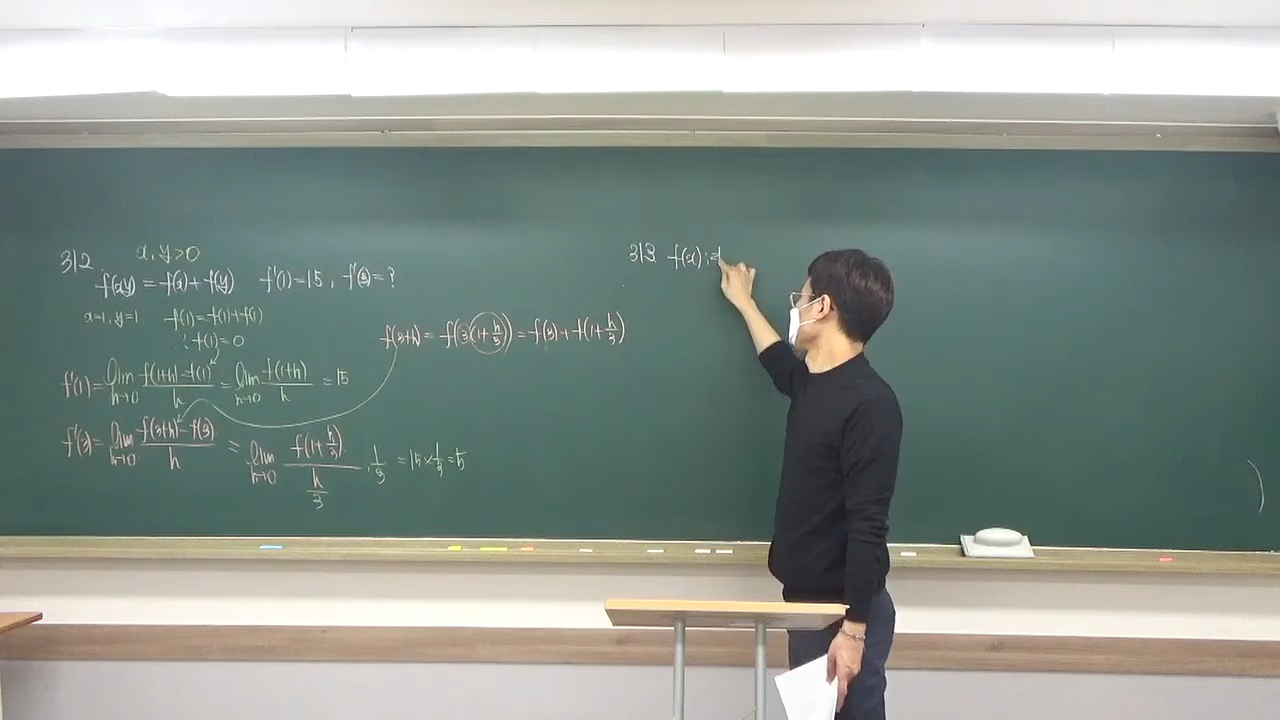 312 x, y > 0
f(xy) = f(x) + f(y) f'(1) = 15, f'(3) = ?
x=1, y=1 f(1) = f(1) + f(1)
∴ f(1) = 0
f(3+h) = f(3(1+h/3)) = f(3) + f(1+h/3)
f'(1) = lim h→0 f(1+h) - f(1) / h = lim h→0 f(1+h) / h = 15
f'(3) = lim h→0 f(3+h) - f(3) / h = lim h→0 f(1+h/3) / h/3 · 1/3 = 15 × 1/3 = 5
313 f(x)